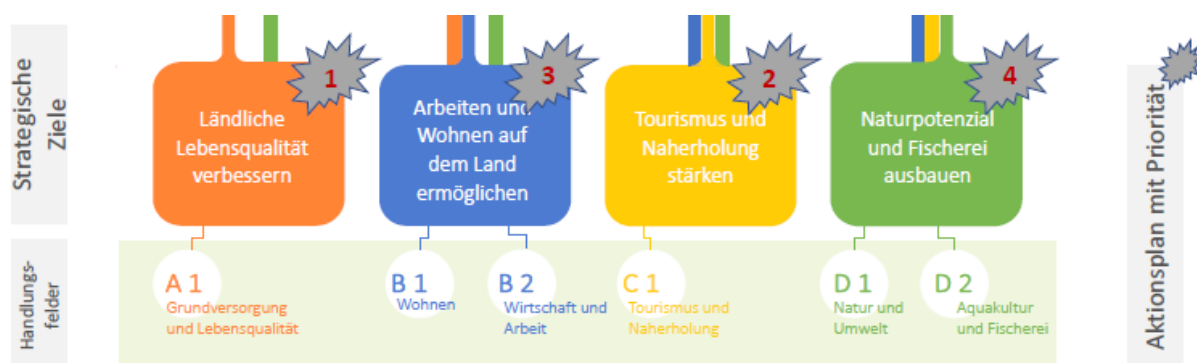 Strategische
Ziele
1
Ländliche
Lebensqualität
verbessern
3
Arbeiten und
Wohnen auf
dem Land
ermöglichen
2
Tourismus und
Naherholung
stärken
4
Naturpotenzial
und Fischerei
ausbauen
Aktionsplan mit Priorität
Handlungs-
felder
A 1
Grundversorgung
und Lebensqualität
B 1
Wohnen
B 2
Wirtschaft und
Arbeit
C 1
Tourismus und
Naherholung
D 1
Natur und
Umwelt
D 2
Aquakultur
und Fischerei